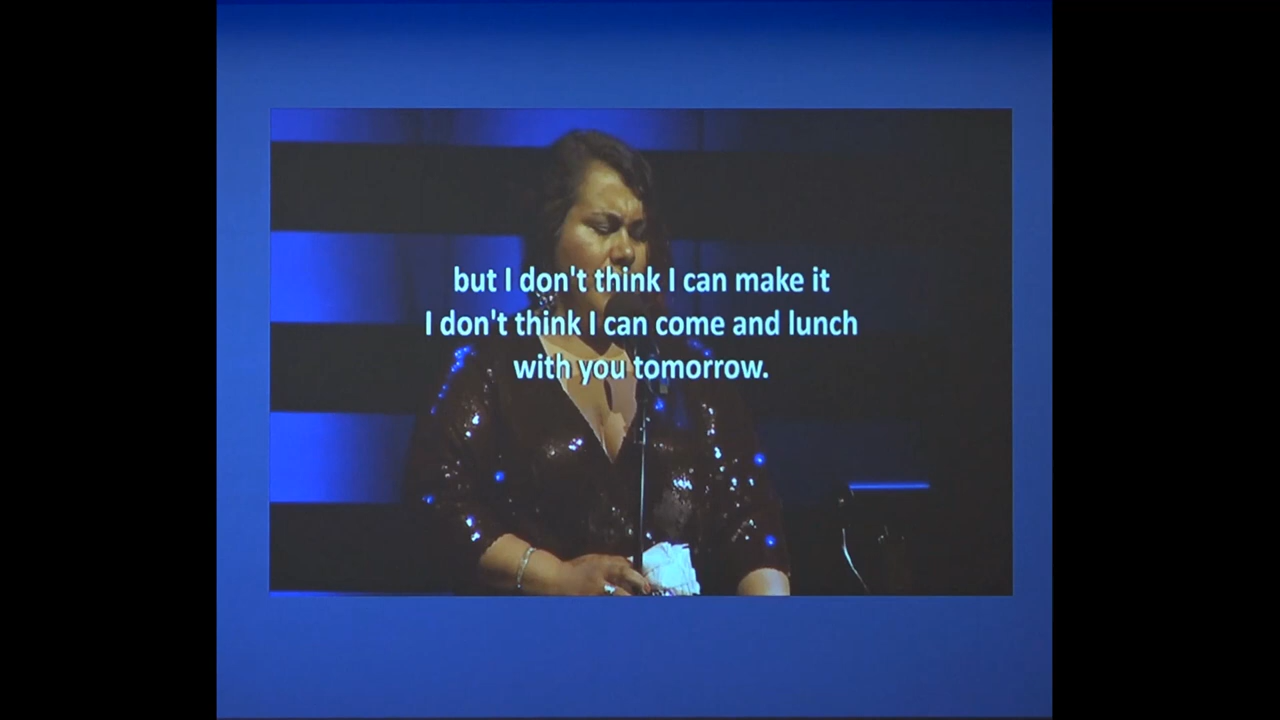 but I don't think I can make it
I don't think I can come and lunch
with you tomorrow.